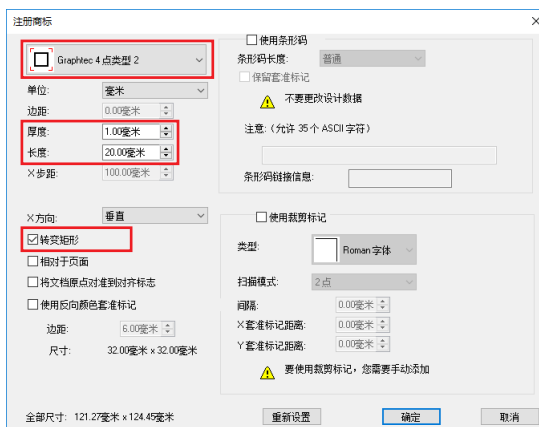 注册商标
Graphtec 4 点类型 2
单位: 毫米
边距: 0.00毫米
厚度: 1.00毫米
长度: 20.00毫米
X 步距: 100.00毫米
X 方向: 垂直
转变矩形
相对于页面
将文档原点对准到对齐标志
使用反向颜色套准标记
边距: 6.00毫米
尺寸: 32.00毫米 x 32.00毫米
全部尺寸: 121.27毫米 x 124.45毫米
使用条形码
条形码长度: 普通
保留套准标记
不要更改设计数据
注意: (允许 35 个 ASCII 字符)
条形码链接信息:
使用裁剪标记
类型: Roman 字体
扫描模式: 2 点
间隔: 0.00毫米
X 套准标记距离: 0.00毫米
Y 套准标记距离: 0.00毫米
要使用裁剪标记，您需要手动添加
重新设置 确定 取消